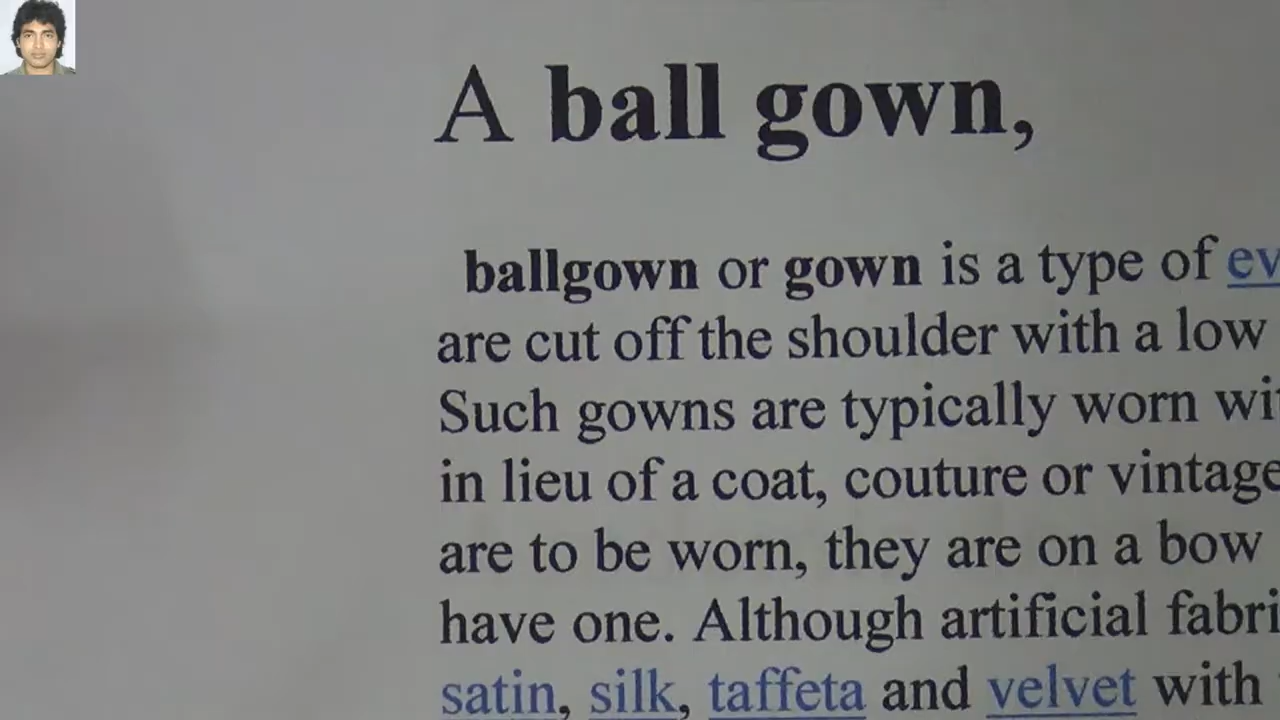 A ball gown,
ballgown or gown is a type of
are cut off the shoulder with a low
Such gowns are typically worn
in lieu of a coat, couture or vintage
are to be worn, they are on a bow
have one. Although artificial
satin, silk, taffeta and velvet with